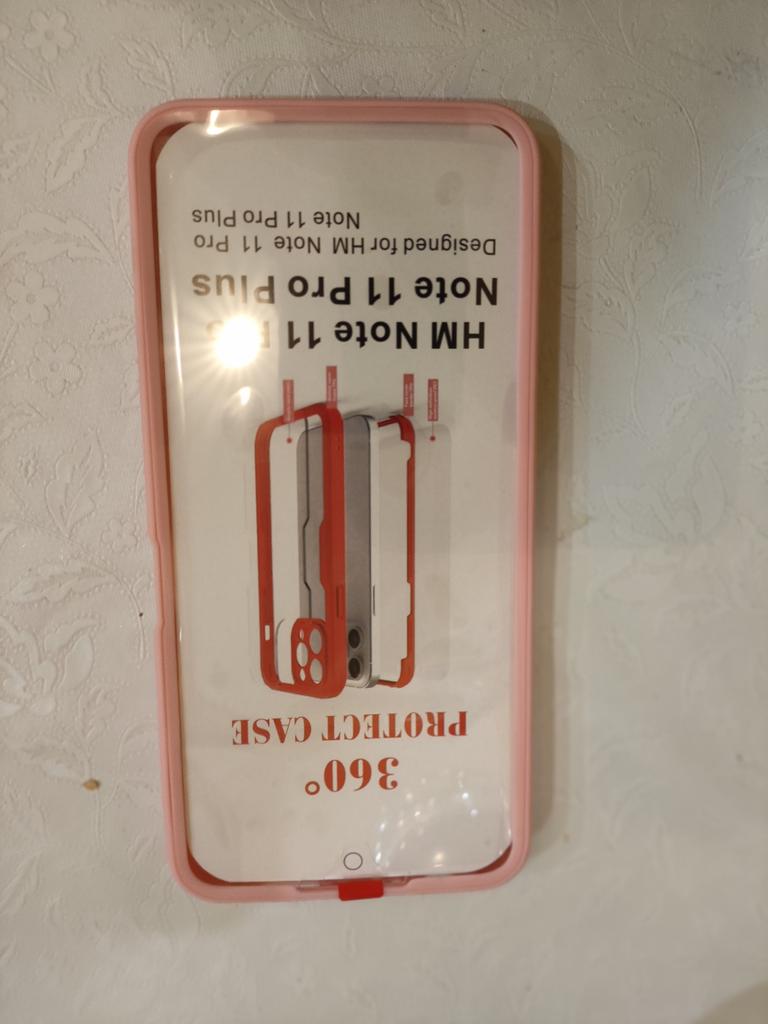 360°
PROTECT CASE
HM Note 11 Pro
Note 11 Pro Plus
Designed for HM Note 11 Pro
Note 11 Pro Plus